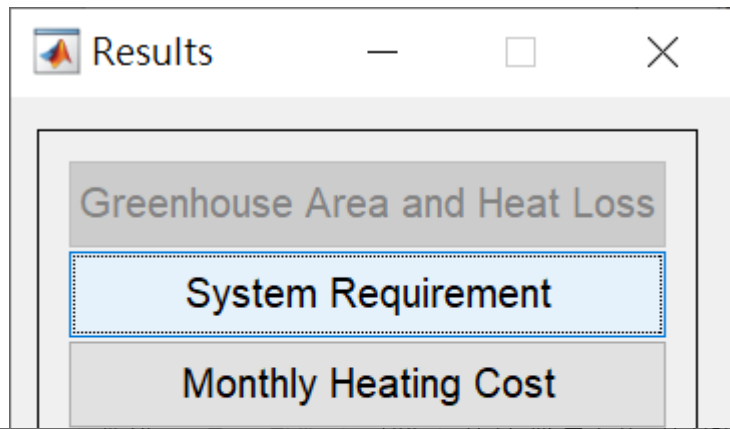 Results
Greenhouse Area and Heat Loss
System Requirement
Monthly Heating Cost